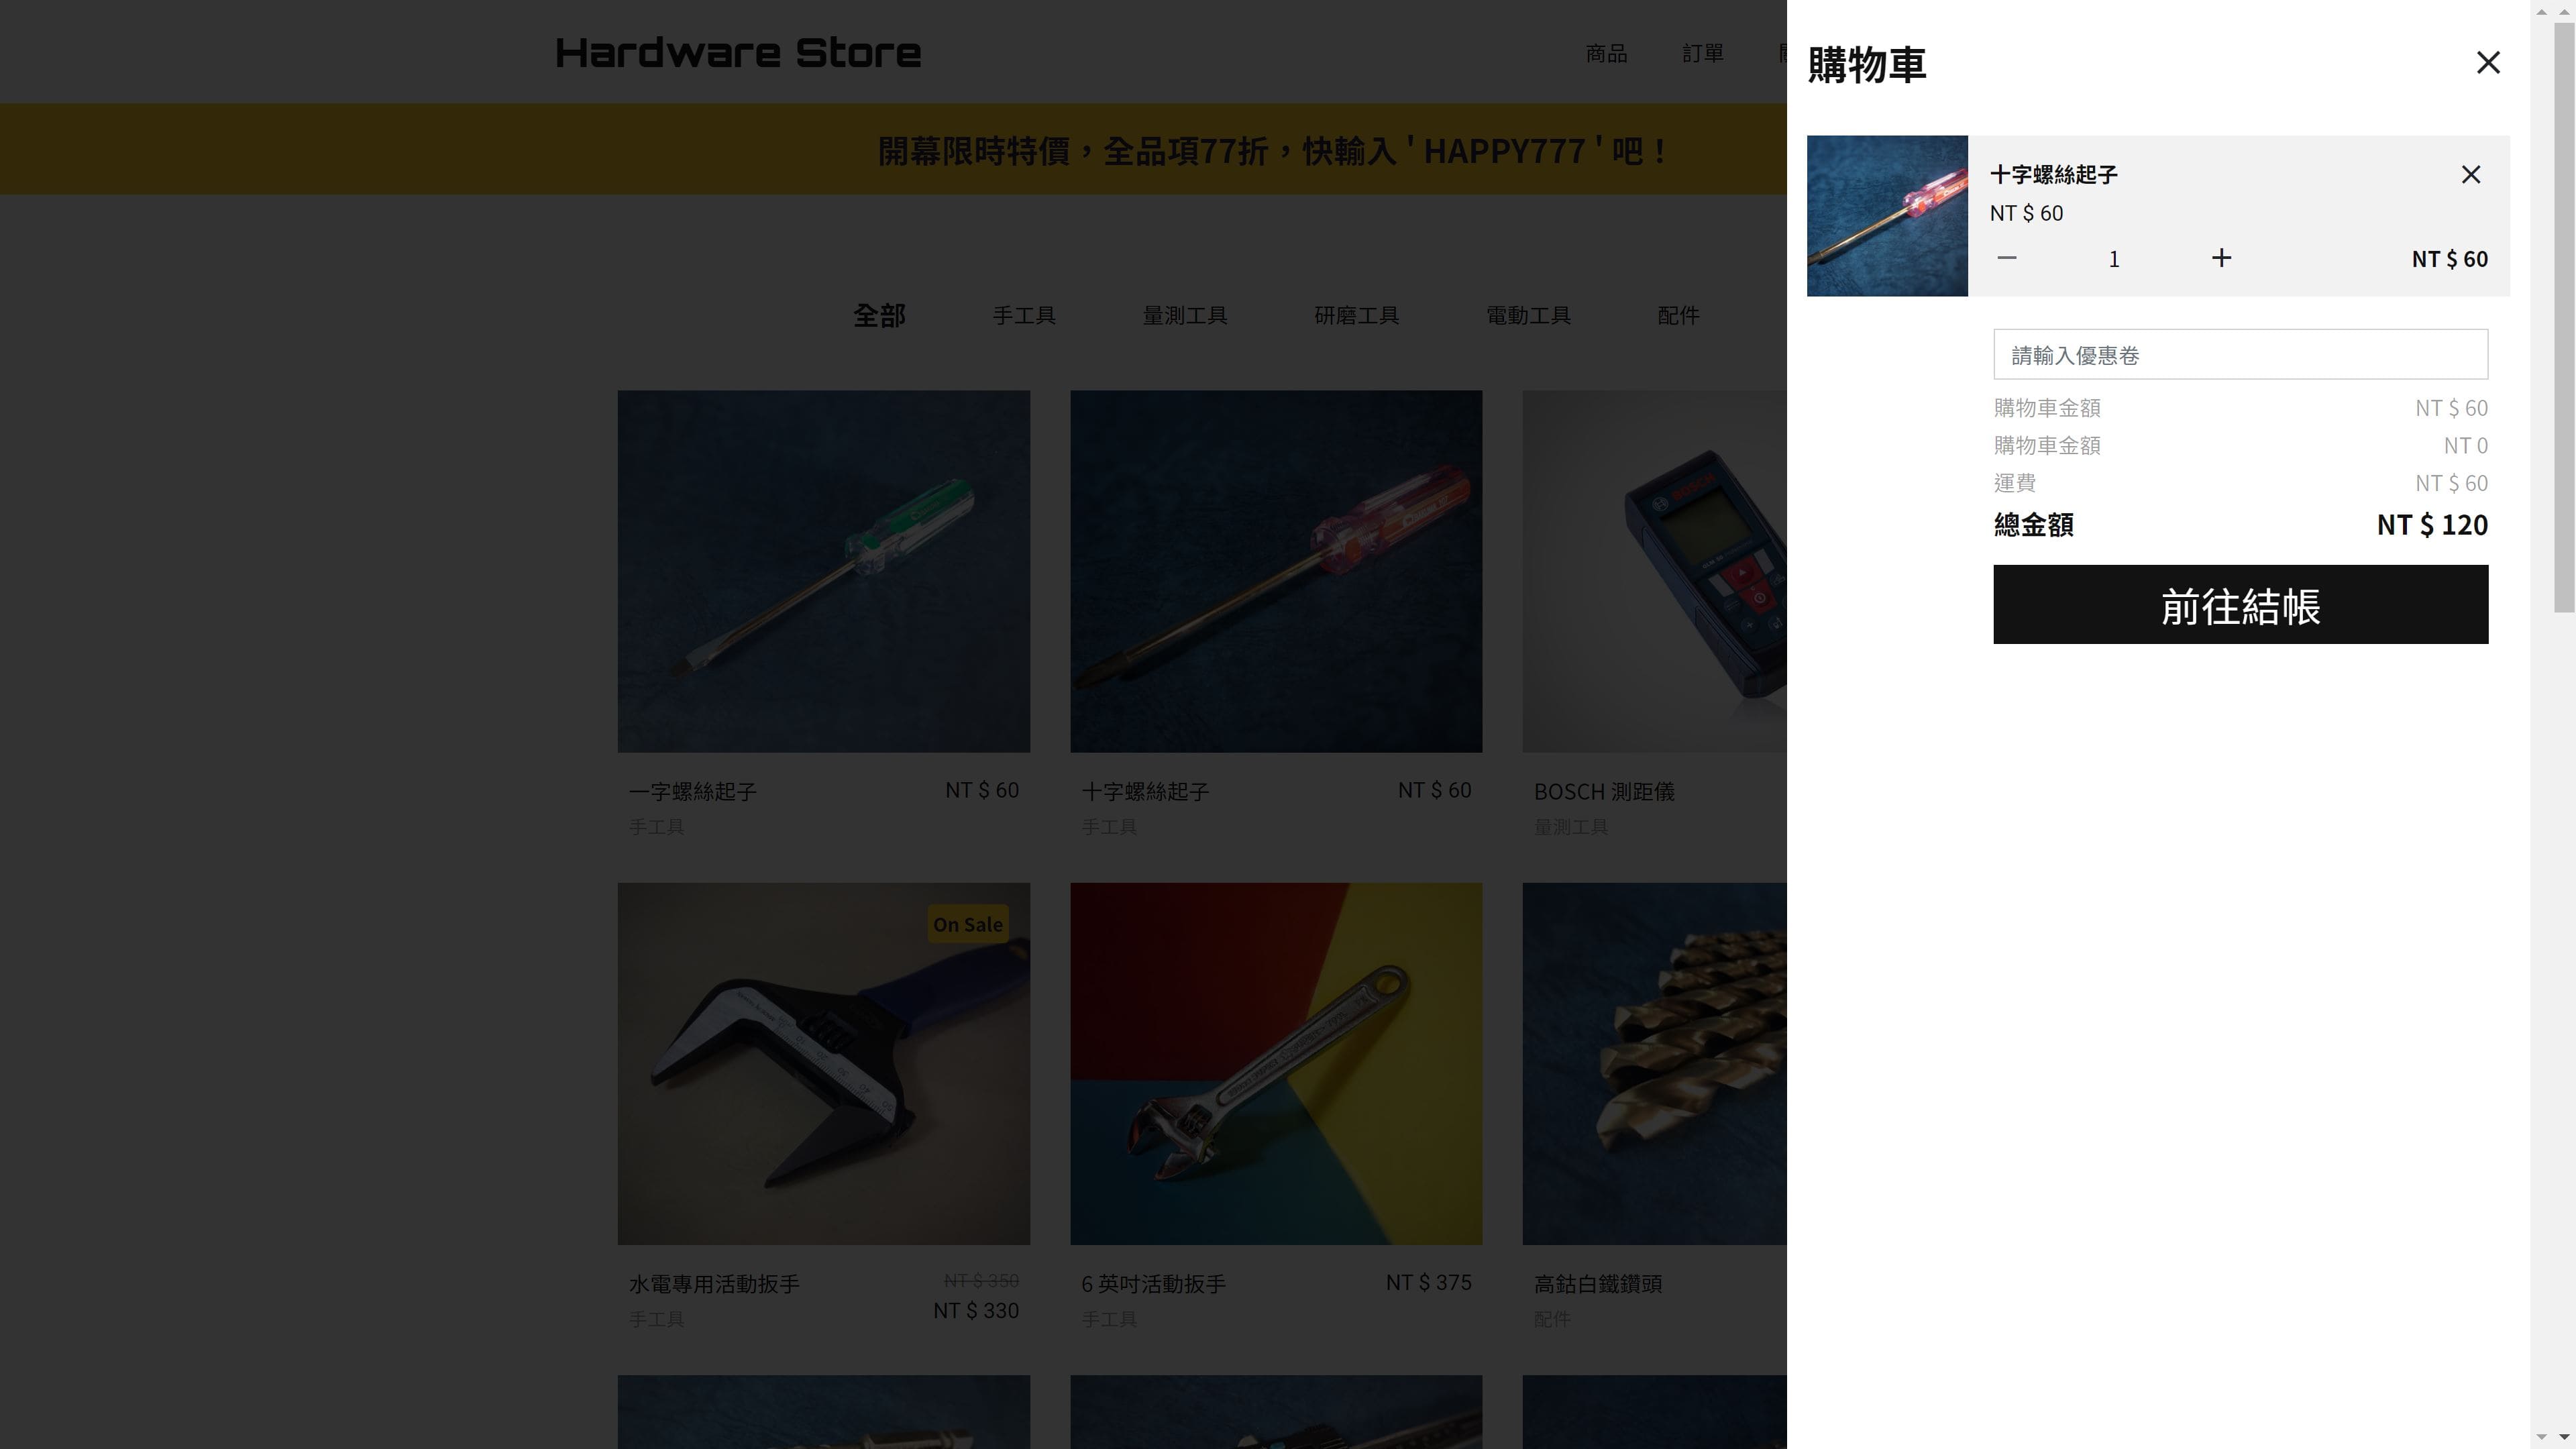 Hardware Store
商品 訂單
開幕限時特價，全品項77折，快輸入 ' HAPPY777 ' 吧！
全部 手工具 量測工具 研磨工具 電動工具 配件
一字螺絲起子 NT $ 60
手工具
十字螺絲起子 NT $ 60
手工具
BOSCH
BOSCH 測距儀
量測工具
On Sale
水電專用活動扳手 NT $ 350
NT $ 330
手工具
6 英吋活動扳手 NT $ 375
手工具
高鈷白鐵鑽頭
配件
購物車
十字螺絲起子
NT $ 60
1 NT $ 60
請輸入優惠卷
購物車金額 NT $ 60
購物車金額 NT 0
運費 NT $ 60
總金額 NT $ 120
前往結帳